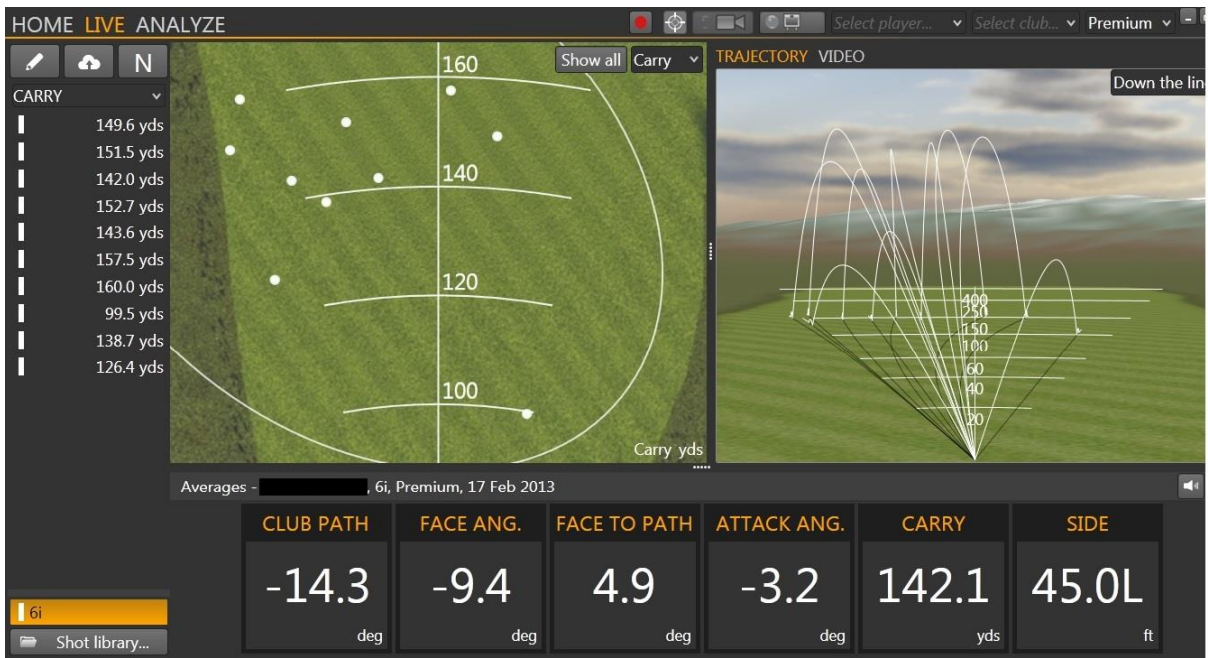 HOME LIVE ANALYZE
Select player... Select club... Premium
N
CARRY
149.6 yds
151.5 yds
142.0 yds
152.7 yds
143.6 yds
157.5 yds
160.0 yds
99.5 yds
138.7 yds
126.4 yds
6i
Shot library...
Show all Carry
160
140
120
100
Carry yds
TRAJECTORY VIDEO
Down the lin
400
250
150
100
60
40
20
Averages - , 6i, Premium, 17 Feb 2013
CLUB PATH
-14.3
deg
FACE ANG.
-9.4
deg
FACE TO PATH
4.9
deg
ATTACK ANG.
-3.2
deg
CARRY
142.1
yds
SIDE
45.0L
ft